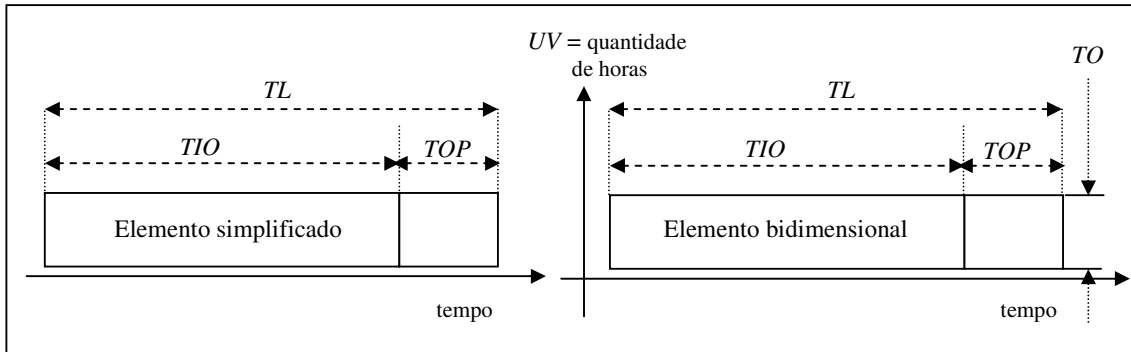 TL
TIO
TOP
Elemento simplificado
tempo
UV = quantidade
de horas
TO
TL
TIO
TOP
Elemento bidimensional
tempo